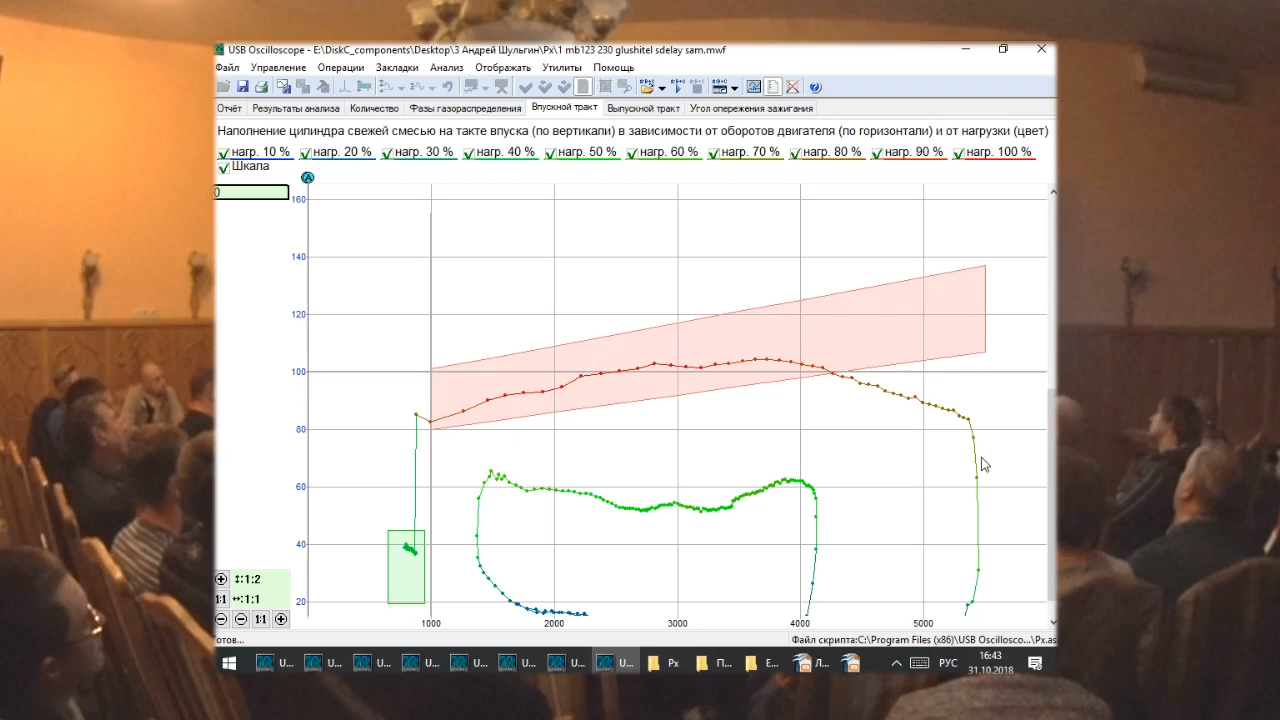 USB Oscilloscope - E:\DiskC_components\Desktop\3 Андрей Шульгин\Px\1 mb123 230 glushitel sdelay sam.mwf
Файл Управление Операции Закладки Анализ Отображать Утилиты Помощь
Отчёт Результаты анализа Количество Фазы газораспределения Впускной тракт Выпускной тракт Угол опережения зажигания
Наполнение цилиндра свежей смесью на такте впуска (по вертикали) в зависимости от оборотов двигателя (по горизонтали) и от нагрузки (цвет)
нагр. 10 % нагр. 20 % нагр. 30 % нагр. 40 % нагр. 50 % нагр. 60 % нагр. 70 % нагр. 80 % нагр. 90 % нагр. 100 %
Шкала
A
0
160
140
120
100
80
60
40
20
1:2
1:1 1:1
1:1
1000 2000 3000 4000 5000
отов... Файл скрипта:C:\Program Files (x86)\USB Oscillosco...\Px.as
U... U... U... U... U... U... U... U... Px П... Е... Л... РУС 16:43
31.10.2018